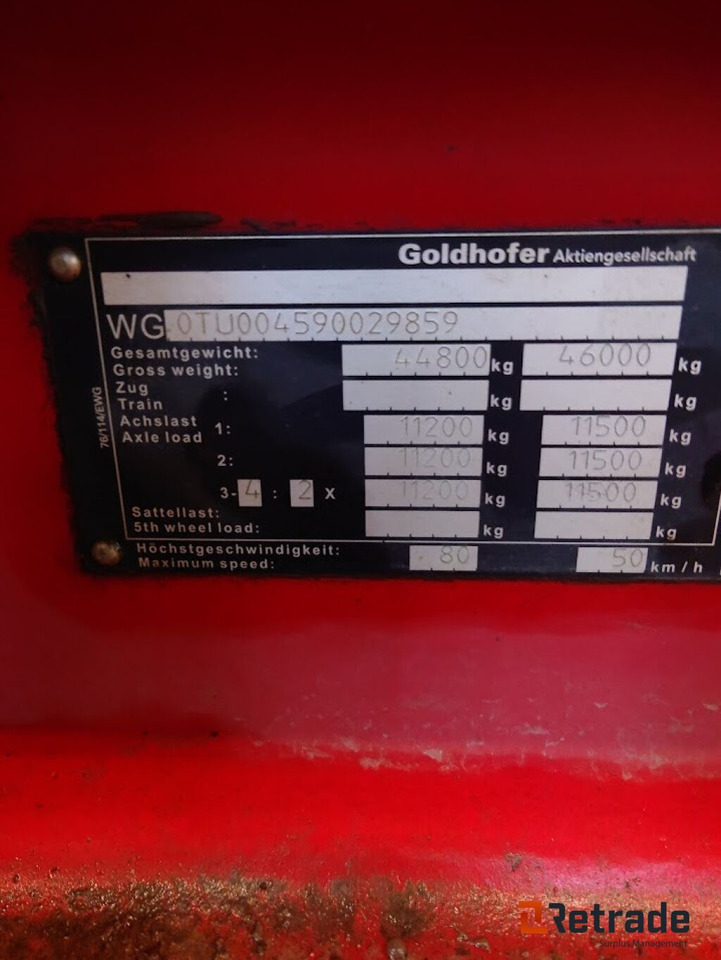 Goldhofer Aktiengesellschaft
WG0TU004590029859
Gesamtgewicht:
Gross weight: 44800 kg 46000 kg
Zug
Train : kg kg
Achslast
Axle load 1: 11200 kg 11500 kg
2: 11200 kg 11500 kg
3-4 : 2 x 11200 kg 11500 kg
Sattellast:
5th wheel load: kg kg
Höchstgeschwindigkeit:
Maximum speed: 80 50 km/h
76/114/EWG
Retrade
Surplus Management